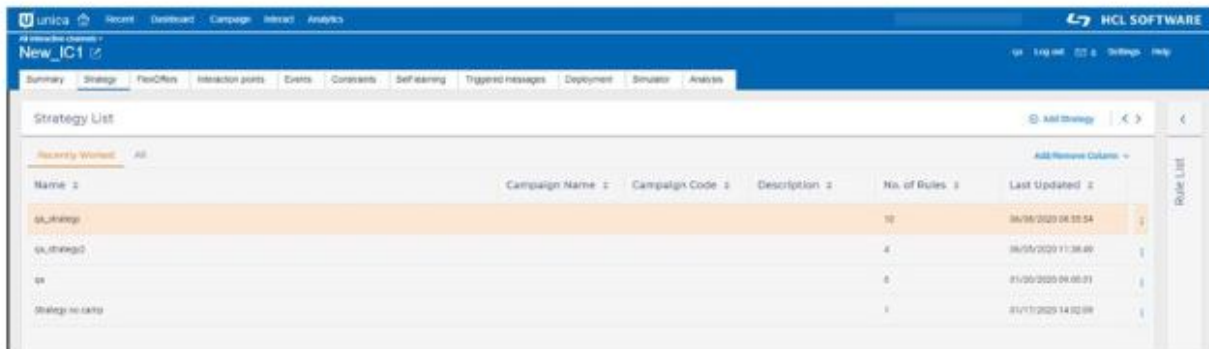 unica Recent Dashboard Campaign Interact Analytics HCL SOFTWARE
All interactive channels
New_IC1 qa Log out Settings Help
Summary Strategy FlexOffers Interaction points Events Constraints Self learning Triggered messages Deployment Simulator Analysis
Strategy List Add Strategy
Recently Worked All Add/Remove Column
Name Campaign Name Campaign Code Description No. of Rules Last Updated
qa_strategy 10
qa_strategy2 4
qa
Strategy no camp 1
Rule List